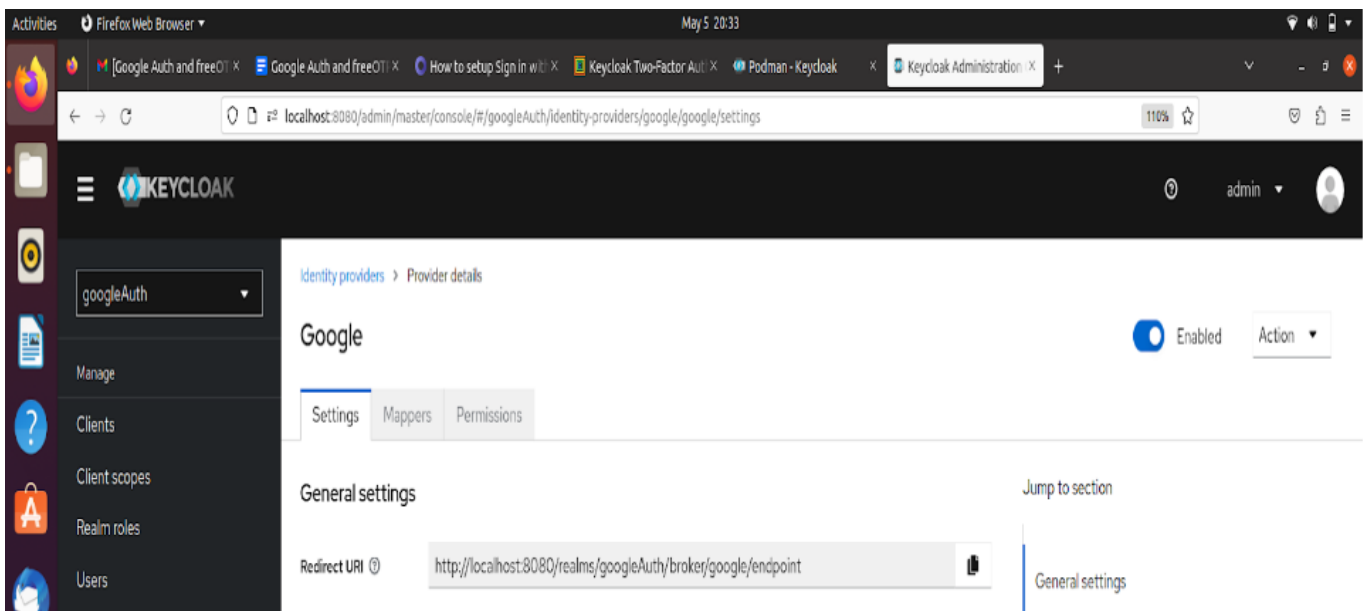 Activities Firefox Web Browser May 5 20:33
[Google Auth and freeOT Google Auth and freeOTI How to setup Sign in wit Keycloak Two-Factor Aut Podman - Keycloak Keycloak Administration
localhost:8080/admin/master/console/#/googleAuth/identity-providers/google/google/settings 110%
KEYCLOAK admin
googleAuth
Identity providers > Provider details
Google Enabled Action
Manage
Settings Mappers Permissions
Clients
Client scopes
General settings Jump to section
Realm roles
Users
Redirect URI http://localhost:8080/realms/googleAuth/broker/google/endpoint General settings